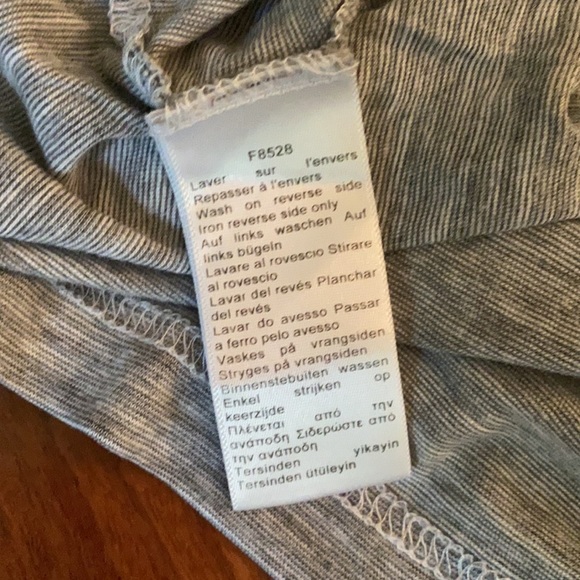 F8528
Laver sur l'envers
Repasser à l'envers
Wash on reverse side
Iron reverse side only
Auf links waschen Auf
links bügeln
Lavare al rovescio Stirare
al rovescio
Lavar del revés Planchar
del revés
Lavar do avesso Passar
a ferro pelo avesso
Vaskes på vrangsiden
Stryges på vrangsiden
Binnenstebuiten wassen
Enkel strijken op
keerzijde
Πλένεται από την
ανάποδη Σιδερώστε από
την ανάποδη
Tersinden yikayin
Tersinden ütüleyin